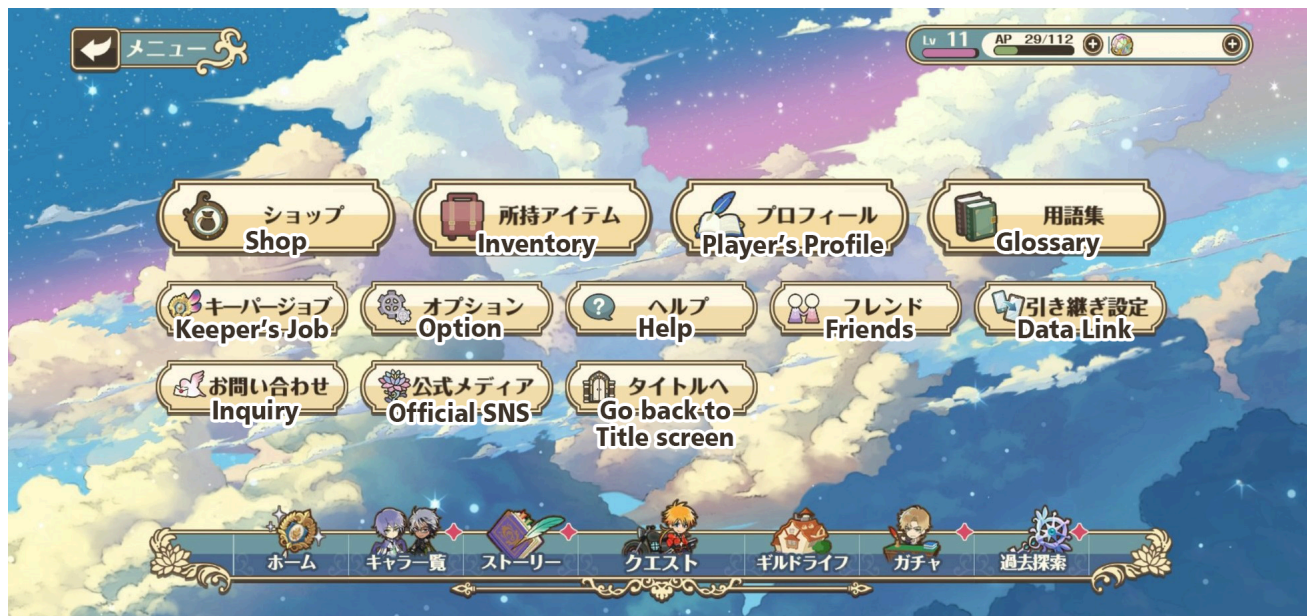 メニュー
Lv 11 AP 29/112
ショップ
Shop
所持アイテム
Inventory
プロフィール
Player's Profile
用語集
Glossary
キーパージョブ
Keeper's Job
オプション
Option
ヘルプ
Help
フレンド
Friends
引き継ぎ設定
Data Link
お問い合わせ
Inquiry
公式メディア
Official SNS
タイトルへ
Go back to
Title screen
ホーム
キャラ一覧
ストーリー
クエスト
ギルドライフ
ガチャ
過去探索